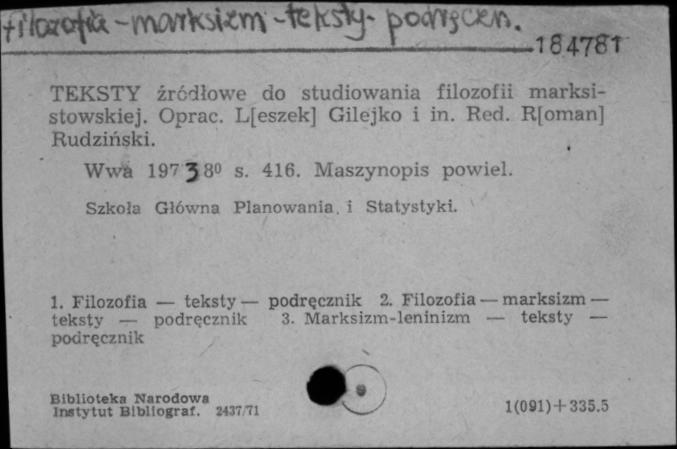 filozofia - marksizm - teksty - podręczn.
184781
TEKSTY źródłowe do studiowania filozofii marksi-
stowskiej. Oprac. L[eszek] Gilejko i in. Red. R[oman]
Rudziński.
Wwa 1973 8⁰ s. 416. Maszynopis powiel.
Szkoła Główna Planowania i Statystyki.
1. Filozofia — teksty — podręcznik 2. Filozofia — marksizm —
teksty — podręcznik 3. Marksizm-leninizm — teksty —
podręcznik
Biblioteka Narodowa
Instytut Bibliograf. 2437/71
1(091)+335.5